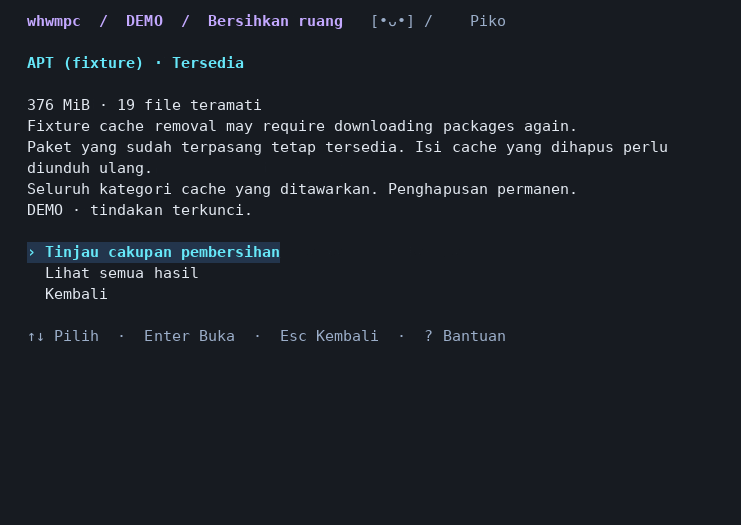 whwmpc / DEMO / Bersihkan ruang [•ᴗ•] / Piko
APT (fixture) · Tersedia
376 MiB · 19 file teramati
Fixture cache removal may require downloading packages again.
Paket yang sudah terpasang tetap tersedia. Isi cache yang dihapus perlu
diunduh ulang.
Seluruh kategori cache yang ditawarkan. Penghapusan permanen.
DEMO · tindakan terkunci.
› Tinjau cakupan pembersihan
Lihat semua hasil
Kembali
↑↓ Pilih · Enter Buka · Esc Kembali · ? Bantuan